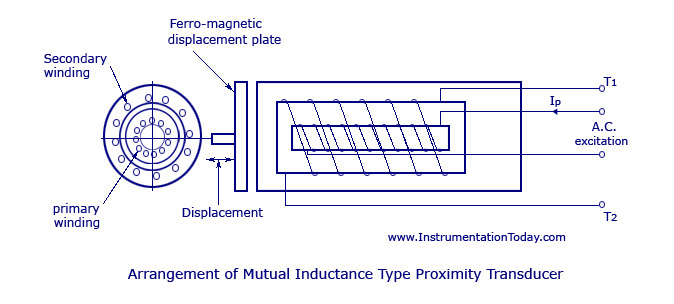 Ferro-magnetic
displacement plate
Secondary
winding
T1
Ip
A.C.
excitation
primary
winding
Displacement
T2
www.InstrumentationToday.com
Arrangement of Mutual Inductance Type Proximity Transducer